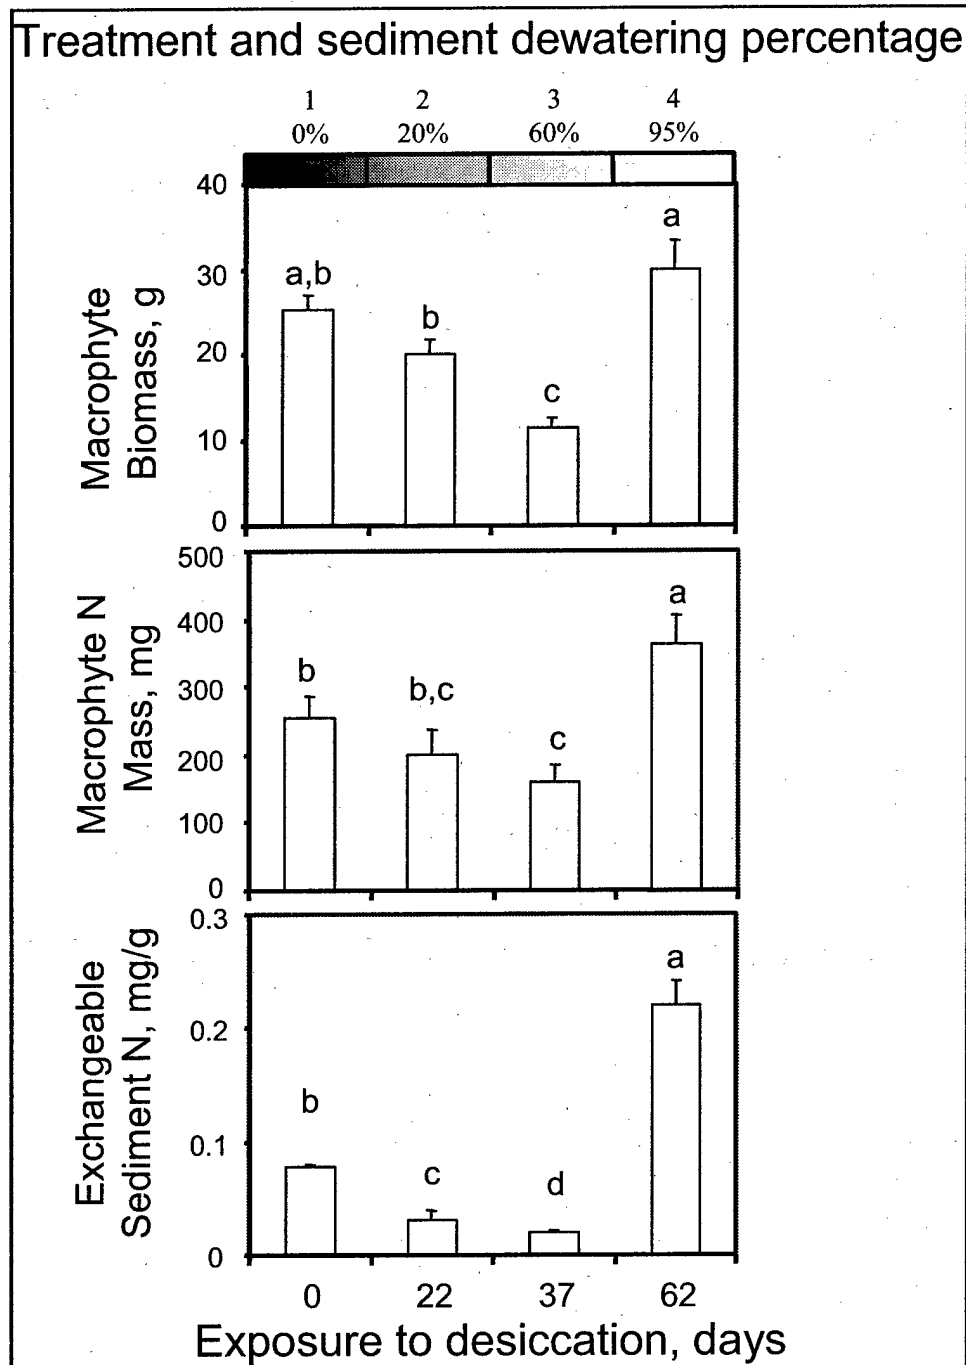 Treatment and sediment dewatering percentage
1 2 3 4
0% 20% 60% 95%
Macrophyte
Biomass, g
40
30
20
10
0
a,b
b
c
a
Macrophyte N
Mass, mg
500
400
300
200
100
0
b
b,c
c
a
Exchangeable
Sediment N, mg/g
0.3
0.2
0.1
0
b
c
d
a
0 22 37 62
Exposure to desiccation, days